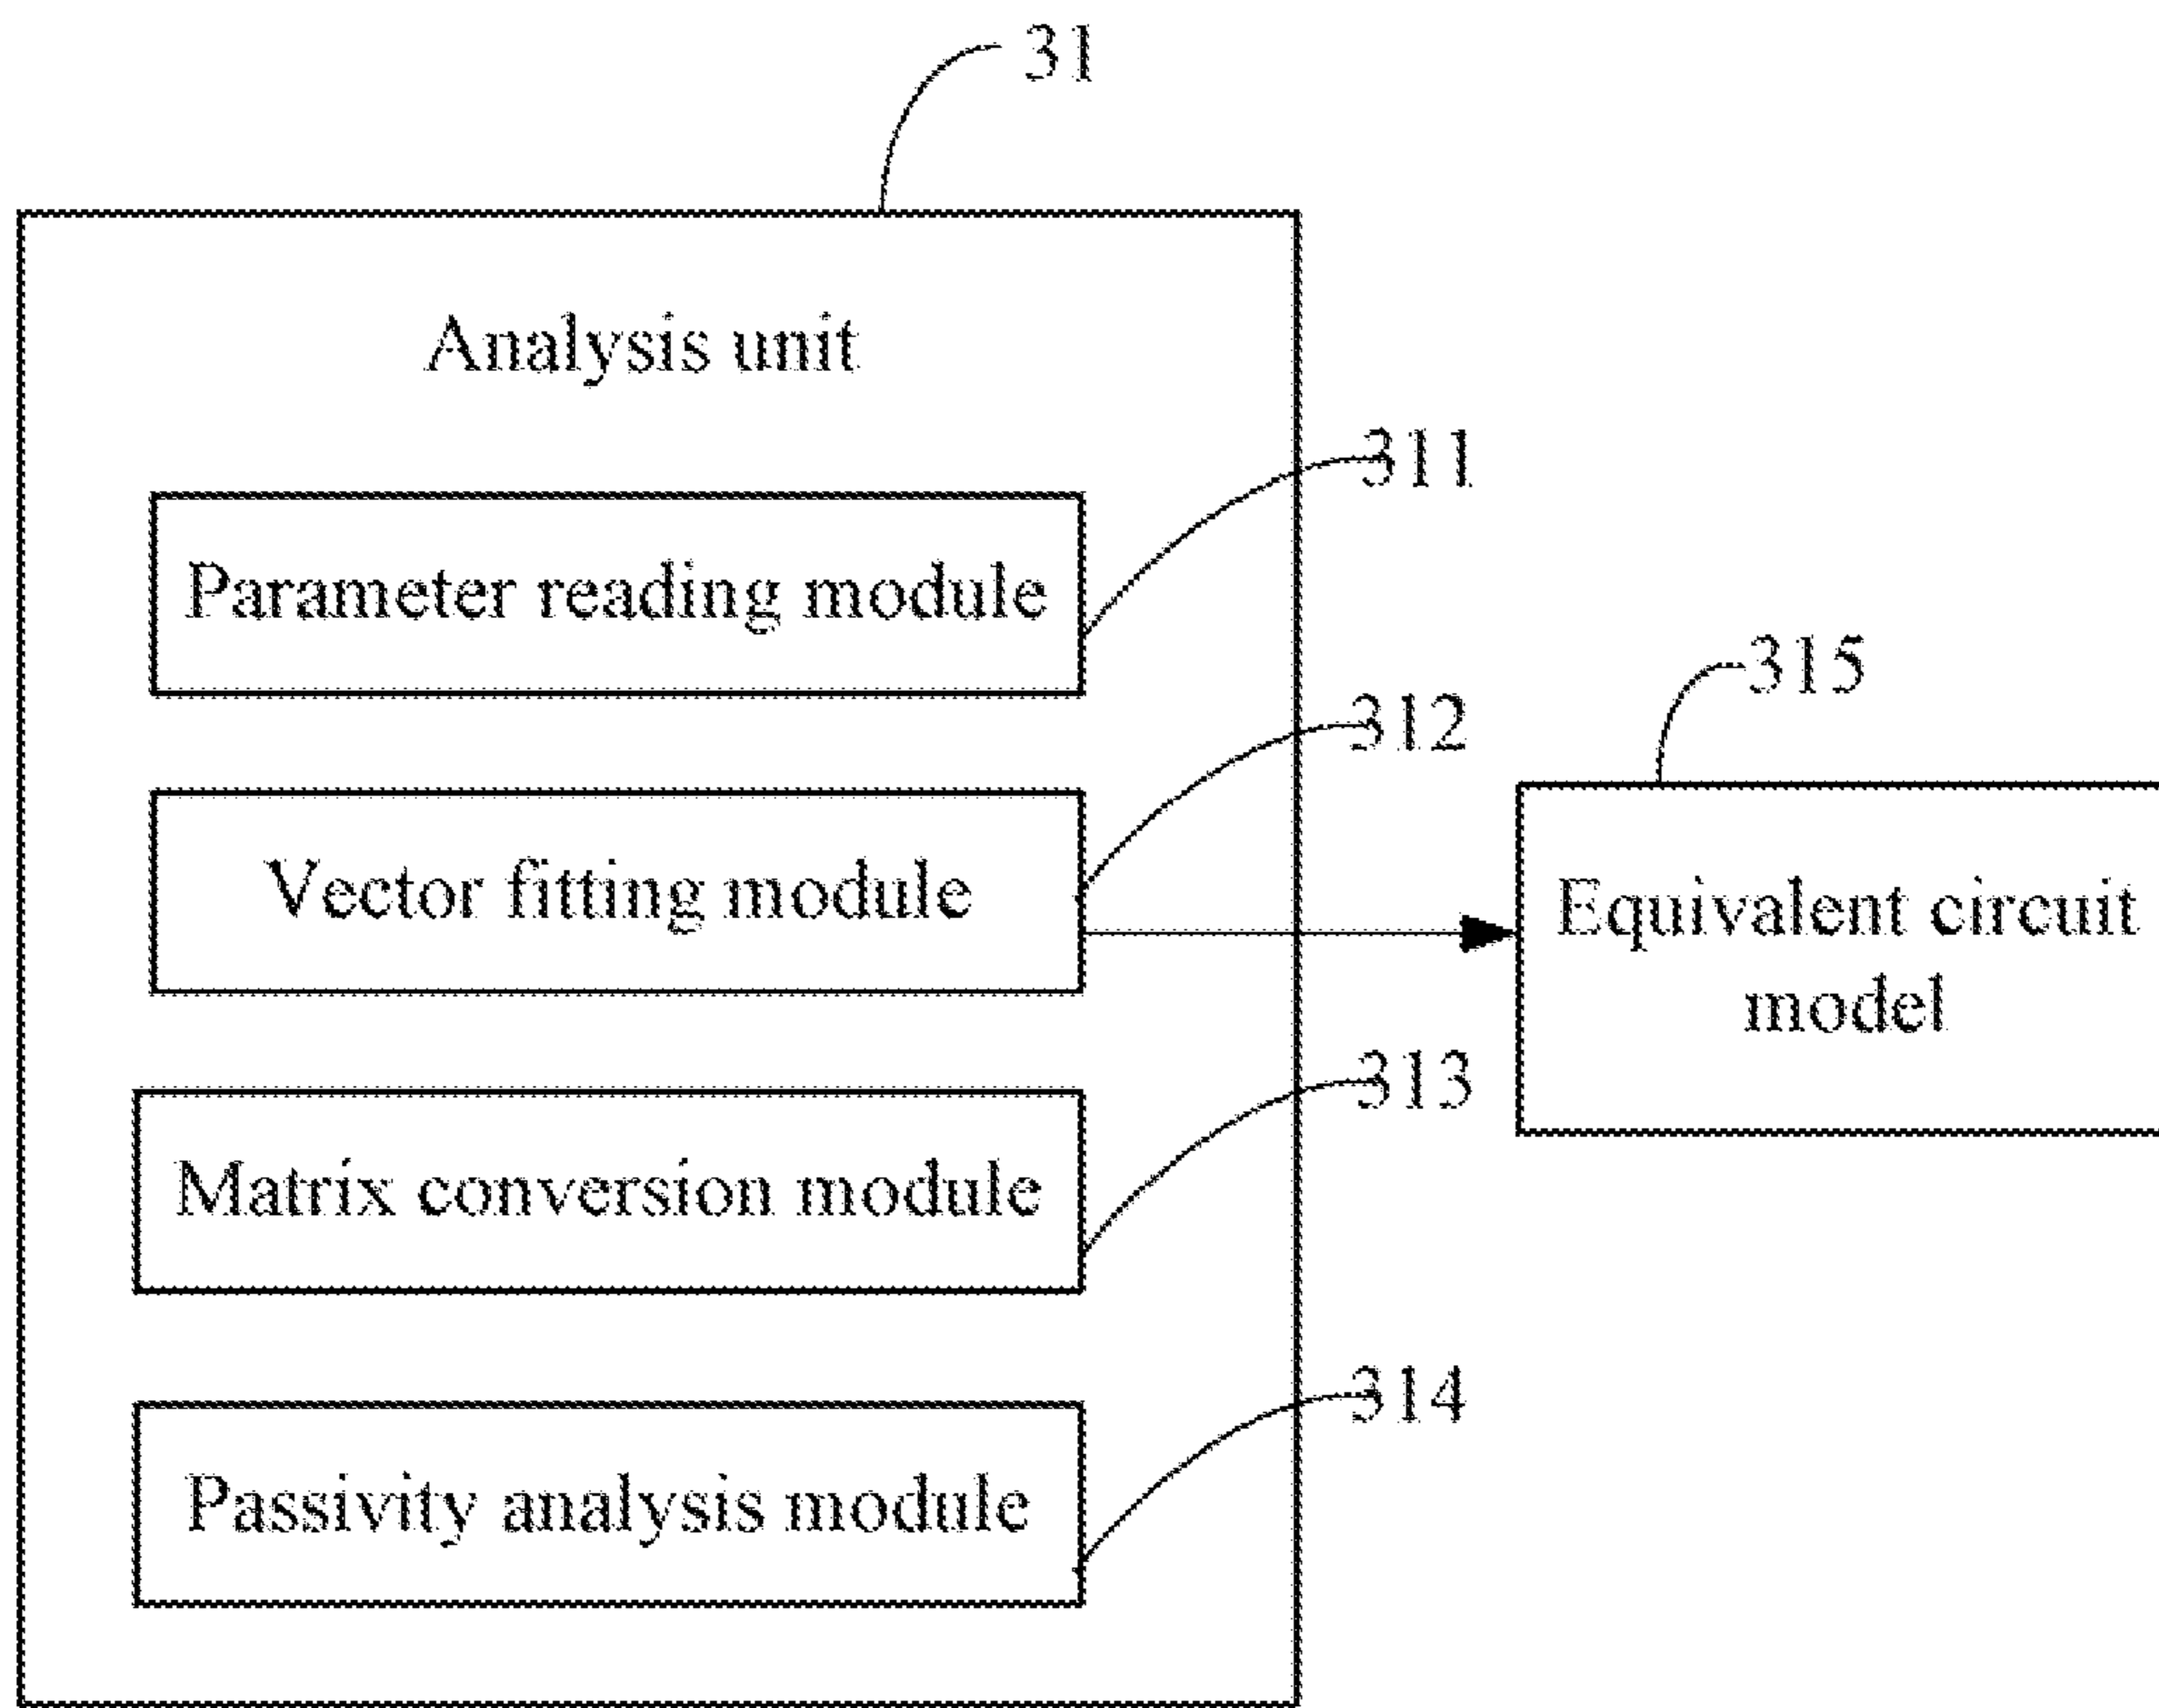 31
Analysis unit
311
Parameter reading module
312
315
Vector fitting module
Equivalent circuit
model
313
Matrix conversion module
314
Passivity analysis module